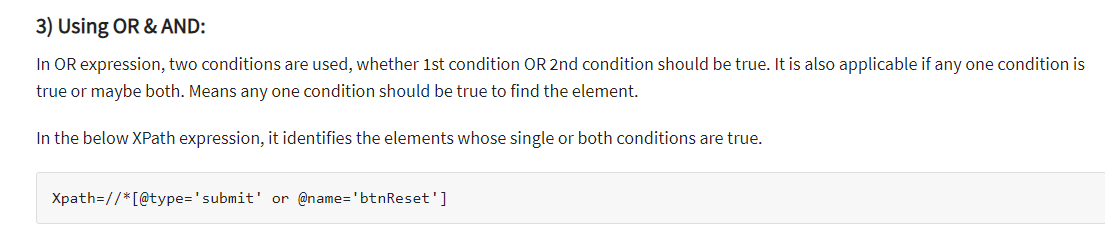 3) Using OR & AND:
In OR expression, two conditions are used, whether 1st condition OR 2nd condition should be true. It is also applicable if any one condition is
true or maybe both. Means any one condition should be true to find the element.
In the below XPath expression, it identifies the elements whose single or both conditions are true.
Xpath=//*[@type='submit' or @name='btnReset']